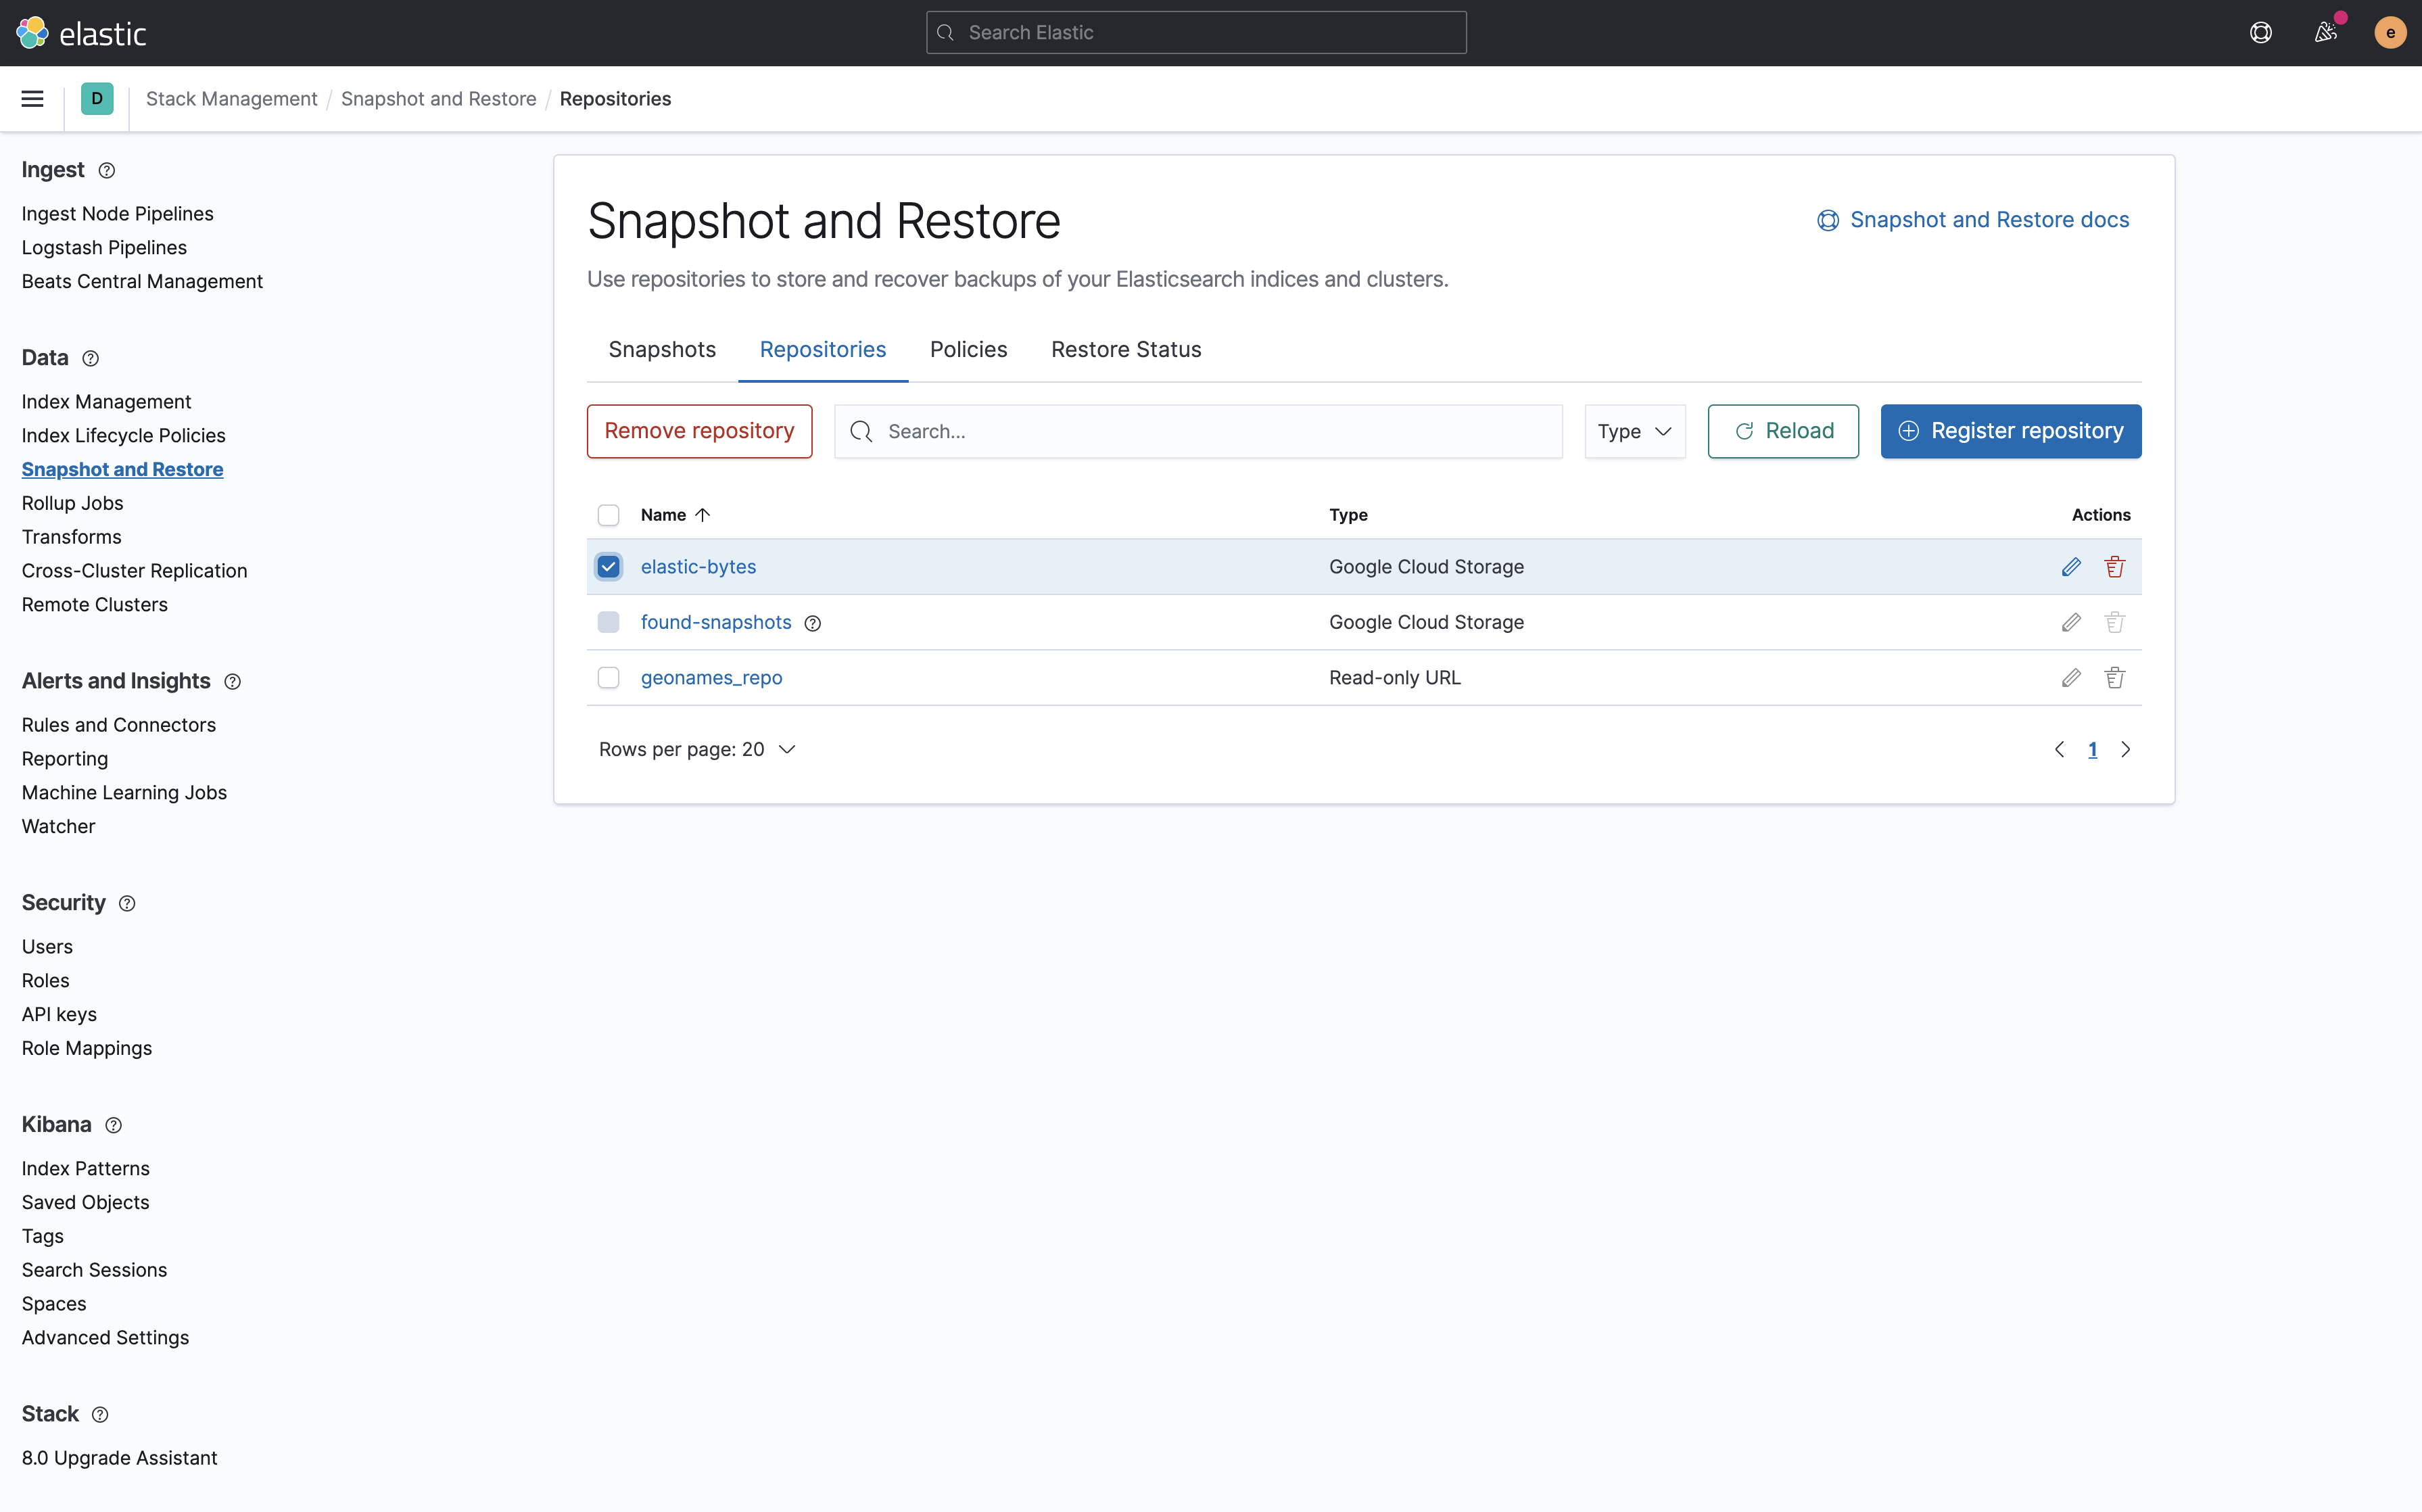 elastic
Search Elastic
e
D
Stack Management / Snapshot and Restore / Repositories
Ingest
Ingest Node Pipelines
Logstash Pipelines
Beats Central Management
Data
Index Management
Index Lifecycle Policies
Snapshot and Restore
Rollup Jobs
Transforms
Cross-Cluster Replication
Remote Clusters
Alerts and Insights
Rules and Connectors
Reporting
Machine Learning Jobs
Watcher
Security
Users
Roles
API keys
Role Mappings
Kibana
Index Patterns
Saved Objects
Tags
Search Sessions
Spaces
Advanced Settings
Stack
8.0 Upgrade Assistant
Snapshot and Restore
Snapshot and Restore docs
Use repositories to store and recover backups of your Elasticsearch indices and clusters.
Snapshots Repositories Policies Restore Status
Remove repository Search... Type Reload Register repository
Name Type Actions
elastic-bytes Google Cloud Storage
found-snapshots Google Cloud Storage
geonames_repo Read-only URL
Rows per page: 20 1